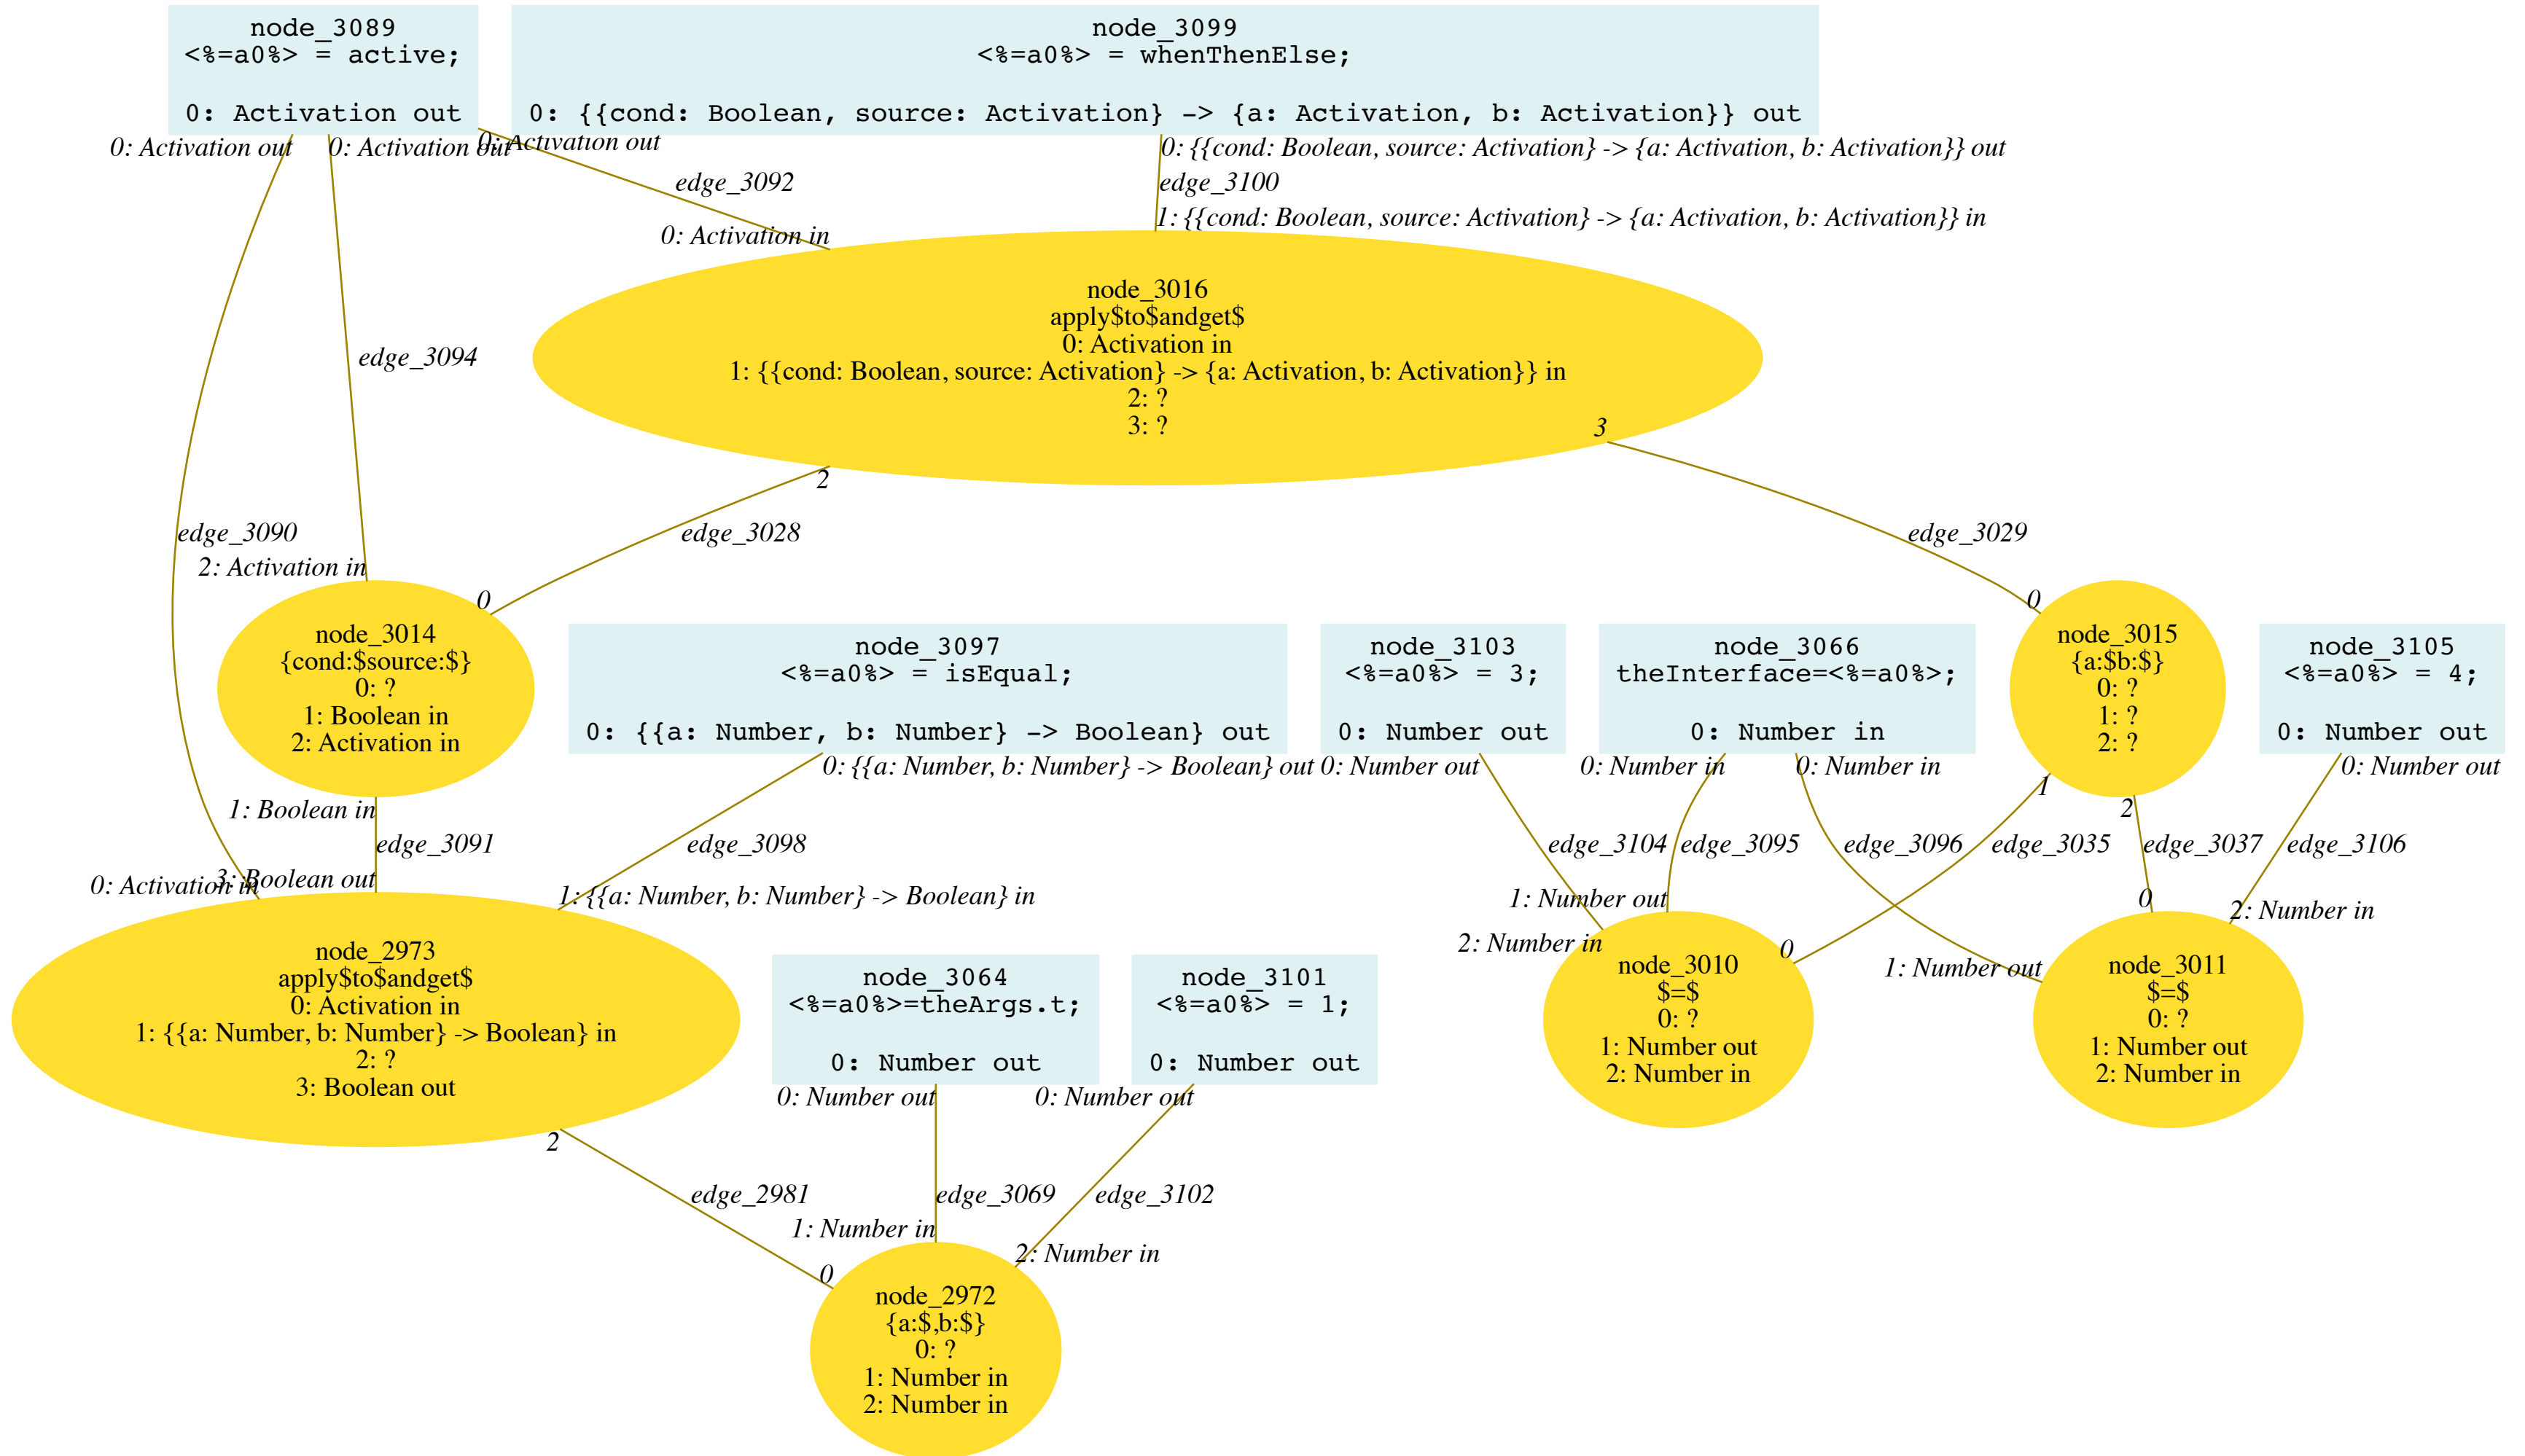 node_3089
<%=a0%> = active;
0: Activation out
node_3099
<%=a0%> = whenThenElse;
0: {{cond: Boolean, source: Activation} -> {a: Activation, b: Activation}} out
0: Activation out
0: Activation out
0: Activation out
0: {{cond: Boolean, source: Activation} -> {a: Activation, b: Activation}} out
edge_3092
edge_3100
0: Activation in
1: {{cond: Boolean, source: Activation} -> {a: Activation, b: Activation}} in
node_3016
apply$to$andget$
0: Activation in
1: {{cond: Boolean, source: Activation} -> {a: Activation, b: Activation}} in
2: ?
3: ?
edge_3094
3
2
edge_3090
edge_3028
edge_3029
2: Activation in
0
0
node_3014
{cond:$source:$}
0: ?
1: Boolean in
2: Activation in
node_3097
<%=a0%> = isEqual;
0: {{a: Number, b: Number} -> Boolean} out
node_3103
<%=a0%> = 3;
0: Number out
node_3066
theInterface=<%=a0%>;
0: Number in
node_3015
{a:$b:$}
0: ?
1: ?
2: ?
node_3105
<%=a0%> = 4;
0: Number out
0: {{a: Number, b: Number} -> Boolean} out
0: Number out
0: Number in
0: Number in
1
2
0: Number out
1: Boolean in
edge_3091
edge_3098
edge_3104
edge_3095
edge_3096
edge_3035
edge_3037
edge_3106
0: Activation in
3: Boolean out
1: {{a: Number, b: Number} -> Boolean} in
1: Number out
2: Number in
0
1: Number out
0
2: Number in
node_2973
apply$to$andget$
0: Activation in
1: {{a: Number, b: Number} -> Boolean} in
2: ?
3: Boolean out
node_3064
<%=a0%>=theArgs.t;
0: Number out
node_3101
<%=a0%> = 1;
0: Number out
node_3010
$=$
0: ?
1: Number out
2: Number in
node_3011
$=$
0: ?
1: Number out
2: Number in
2
0: Number out
0: Number out
edge_2981
edge_3069
edge_3102
1: Number in
2: Number in
0
node_2972
{a:$,b:$}
0: ?
1: Number in
2: Number in